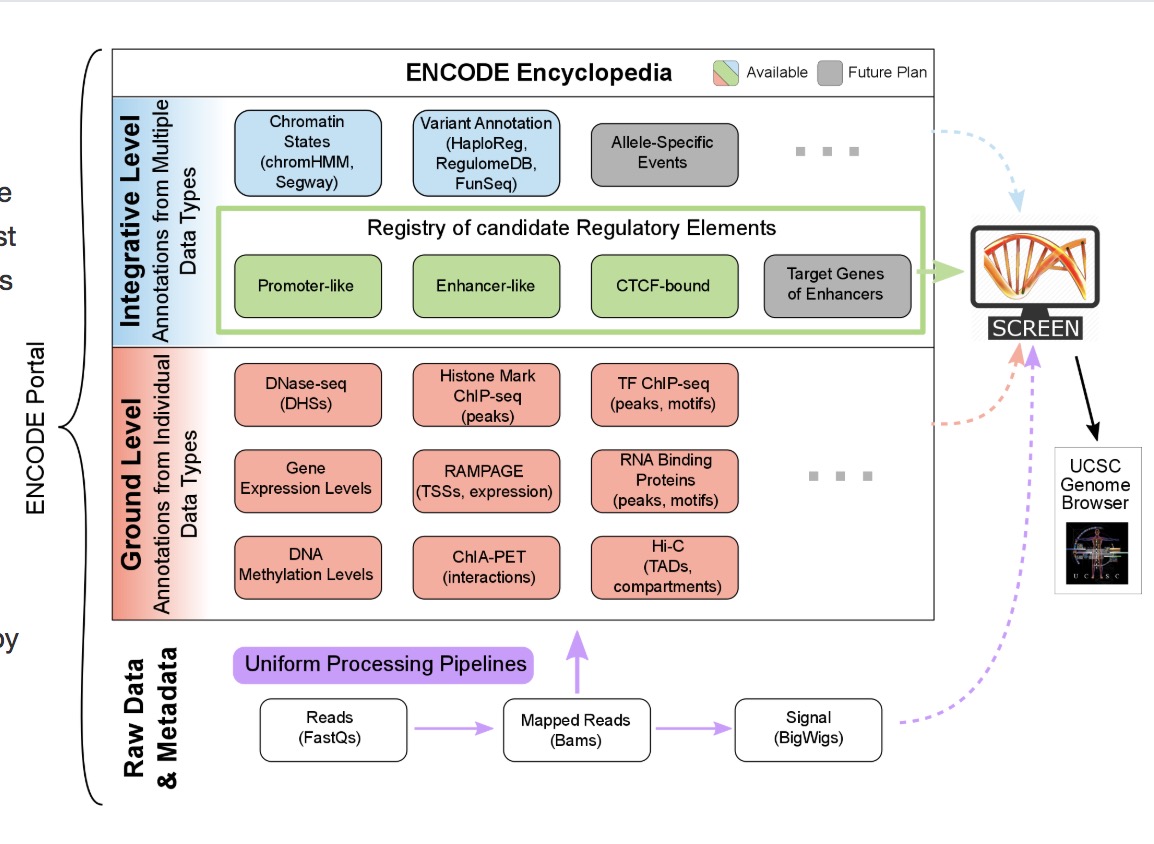 ENCODE Encyclopedia
Available
Future Plan
e
st
s
by
ENCODE Portal
Integrative Level
Annotations from Multiple
Data Types
Chromatin
States
(chromHMM,
Segway)
Variant Annotation
(HaploReg,
RegulomeDB,
FunSeq)
Allele-Specific
Events
Registry of candidate Regulatory Elements
Promoter-like
Enhancer-like
CTCF-bound
Target Genes
of Enhancers
Ground Level
Annotations from Individual
Data Types
DNase-seq
(DHSs)
Histone Mark
ChIP-seq
(peaks)
TF ChIP-seq
(peaks, motifs)
Gene
Expression Levels
RAMPAGE
(TSSs, expression)
RNA Binding
Proteins
(peaks, motifs)
DNA
Methylation Levels
ChIA-PET
(interactions)
Hi-C
(TADs,
compartments)
SCREEN
UCSC
Genome
Browser
UCSC
Raw Data
& Metadata
Uniform Processing Pipelines
Reads
(FastQs)
Mapped Reads
(Bams)
Signal
(BigWigs)